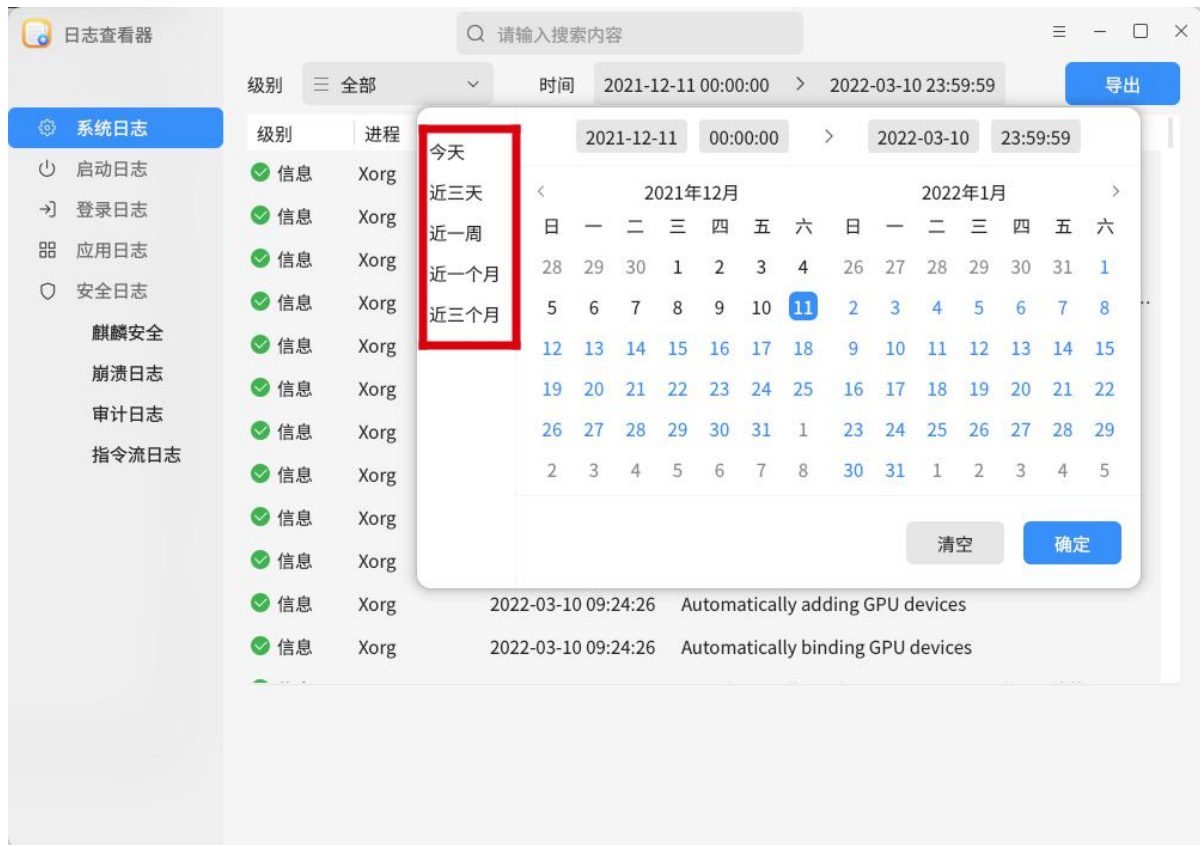 日志查看器
请输入搜索内容
级别 全部 时间 2021-12-11 00:00:00 > 2022-03-10 23:59:59 导出
系统日志
启动日志
登录日志
应用日志
安全日志
麒麟安全
崩溃日志
审计日志
指令流日志
级别 进程
信息 Xorg
信息 Xorg
信息 Xorg
信息 Xorg
信息 Xorg
信息 Xorg
信息 Xorg
信息 Xorg
信息 Xorg
信息 Xorg
信息 Xorg 2022-03-10 09:24:26 Automatically adding GPU devices
信息 Xorg 2022-03-10 09:24:26 Automatically binding GPU devices
今天
近三天
近一周
近一个月
近三个月
2021-12-11 00:00:00 > 2022-03-10 23:59:59
< 2021年12月 2022年1月 >
日 一 二 三 四 五 六 日 一 二 三 四 五 六
28 29 30 1 2 3 4 26 27 28 29 30 31 1
5 6 7 8 9 10 11 2 3 4 5 6 7 8
12 13 14 15 16 17 18 9 10 11 12 13 14 15
19 20 21 22 23 24 25 16 17 18 19 20 21 22
26 27 28 29 30 31 1 23 24 25 26 27 28 29
2 3 4 5 6 7 8 30 31 1 2 3 4 5
清空 确定